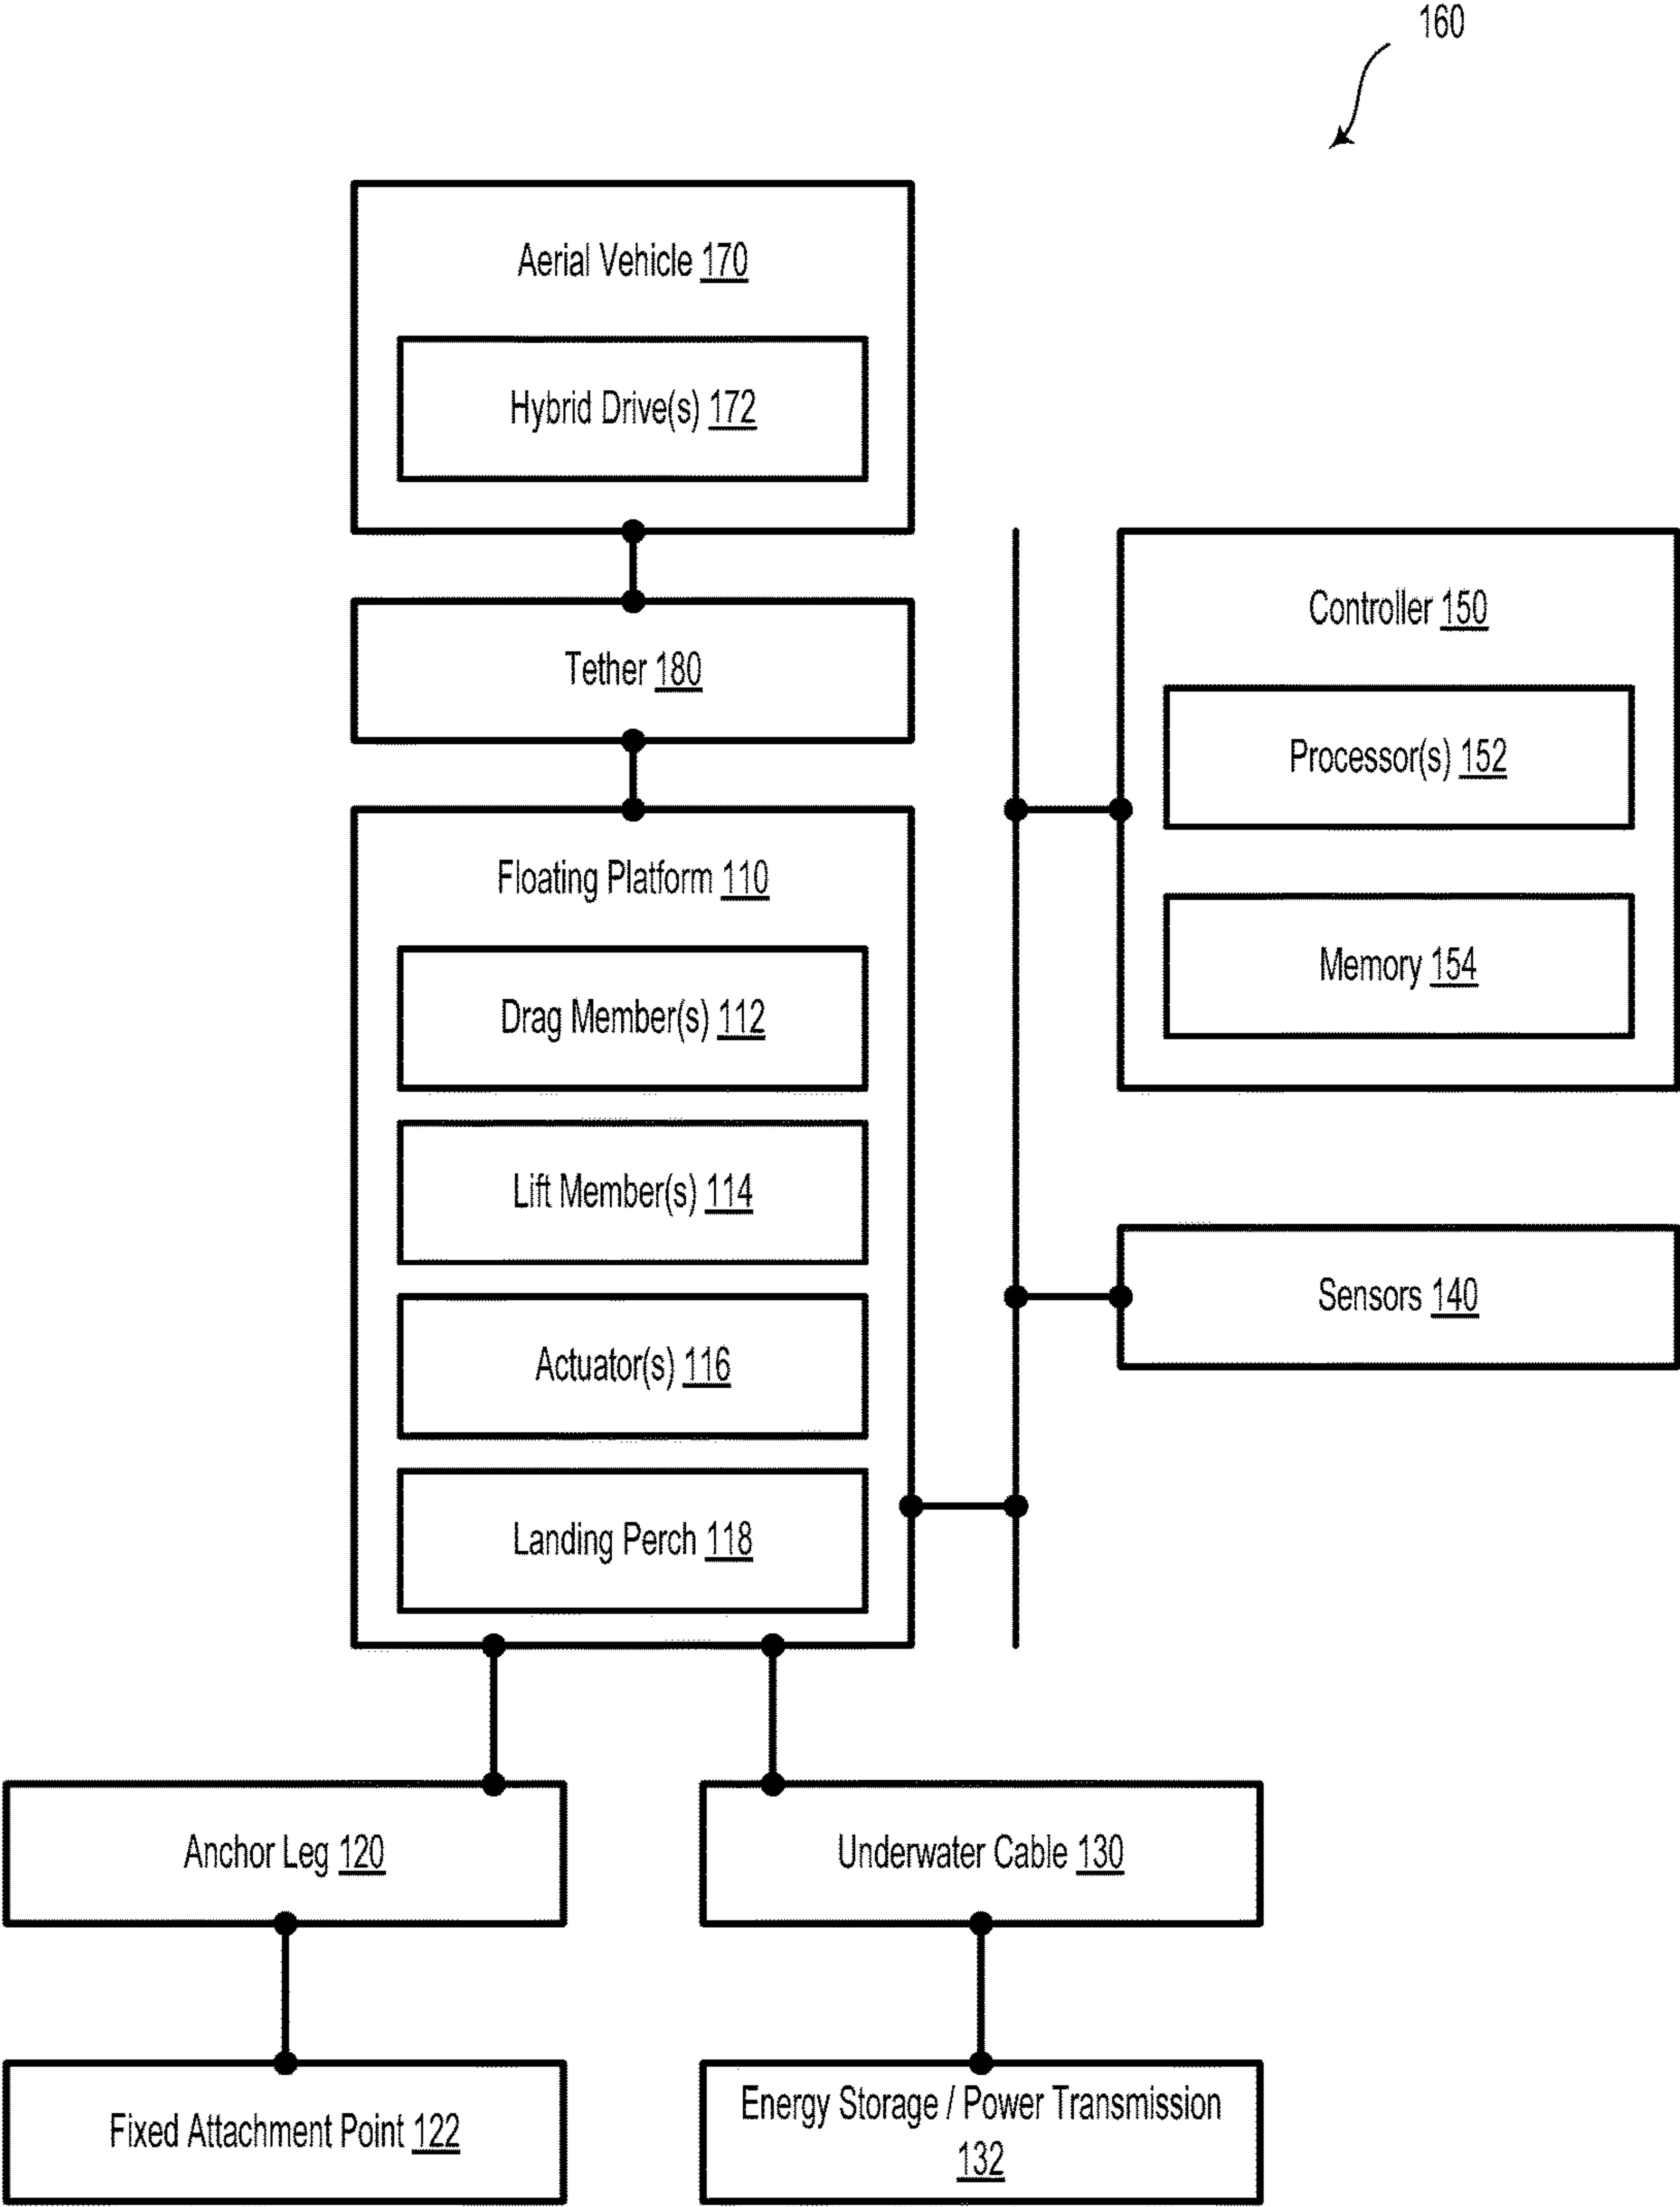 160
Aerial Vehicle 170
Hybrid Drive(s) 172
Tether 180
Floating Platform 110
Drag Member(s) 112
Lift Member(s) 114
Actuator(s) 116
Landing Perch 118
Controller 150
Processor(s) 152
Memory 154
Sensors 140
Anchor Leg 120
Underwater Cable 130
Fixed Attachment Point 122
Energy Storage / Power Transmission
132